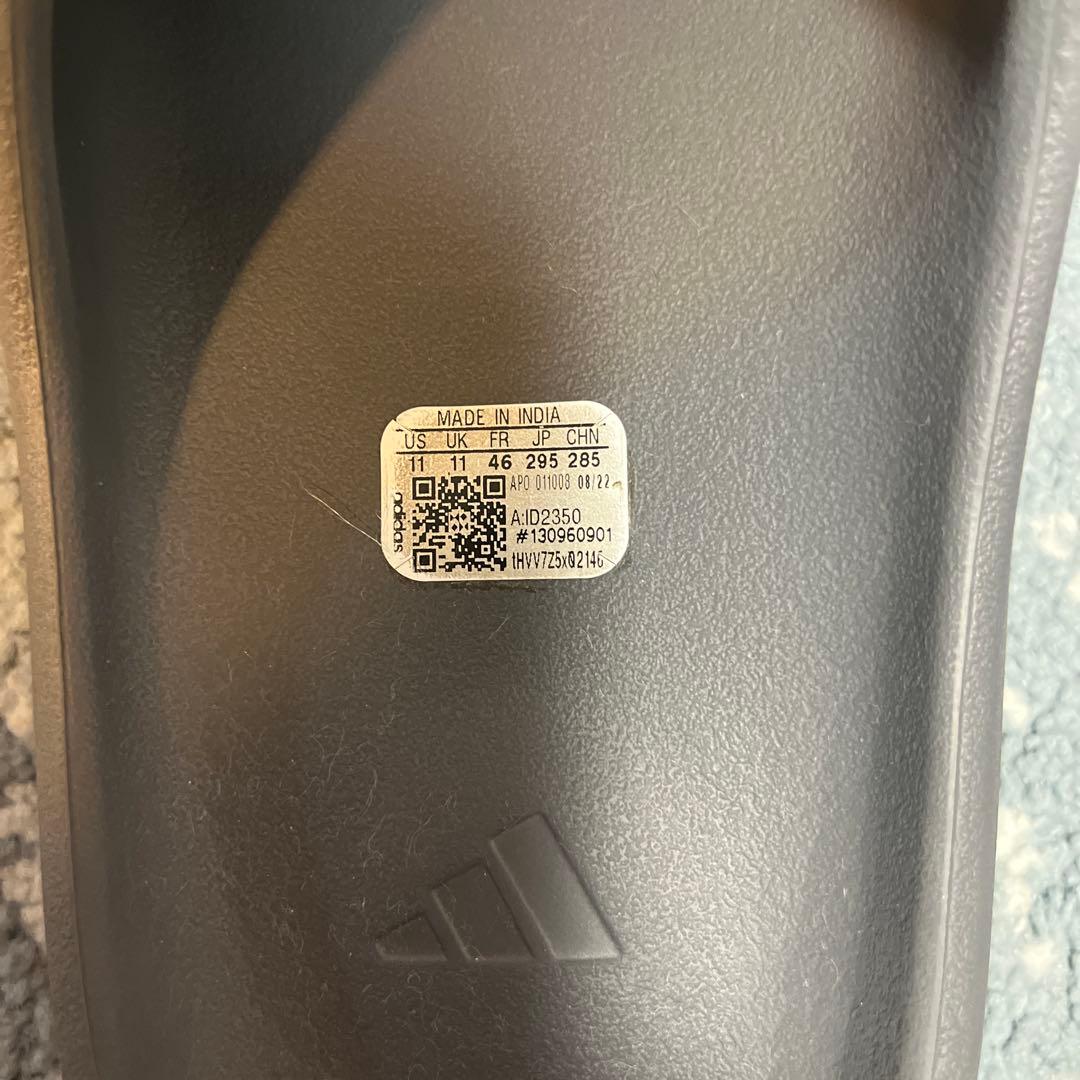 MADE IN INDIA
US UK FR JP CHN
11 11 46 295 285
APO 011008 08/22
A:ID2350
#130960901
tHVV7Z5xQ2146
adidas